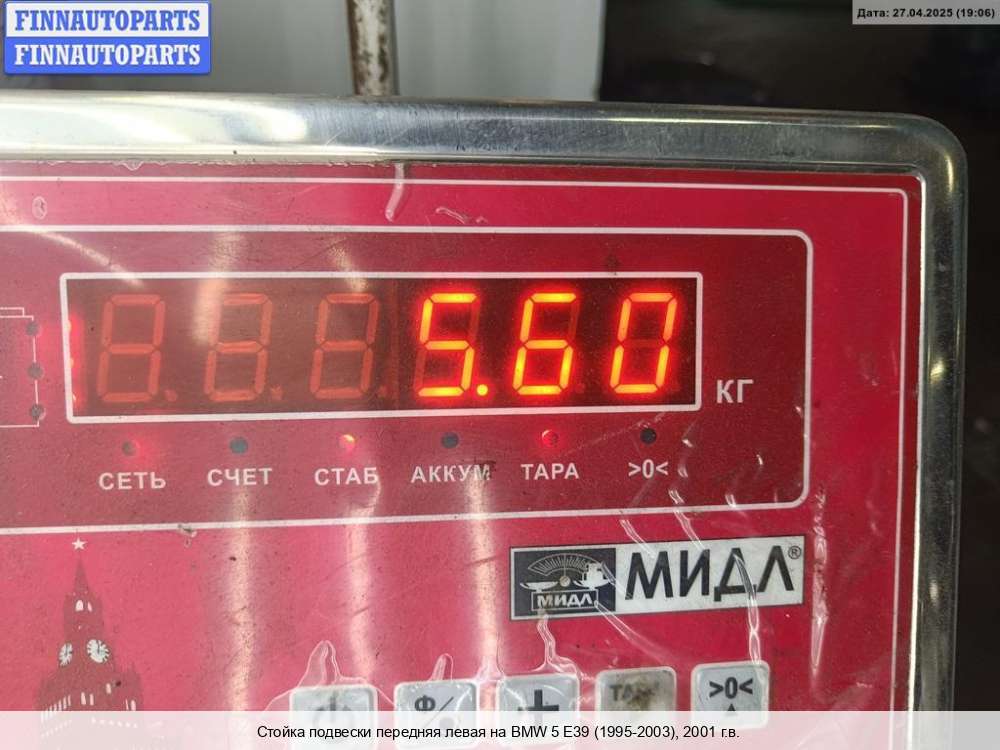 FINNAUTOPARTS
FINNAUTOPARTS
Дата: 27.04.2025 (19:06)
5.60
КГ
СЕТЬ СЧЕТ СТАБ АККУМ ТАРА >0<
МИДЛ МИДЛ®
Ф/ + >0<
Стойка подвески передняя левая на BMW 5 E39 (1995-2003), 2001 г.в.